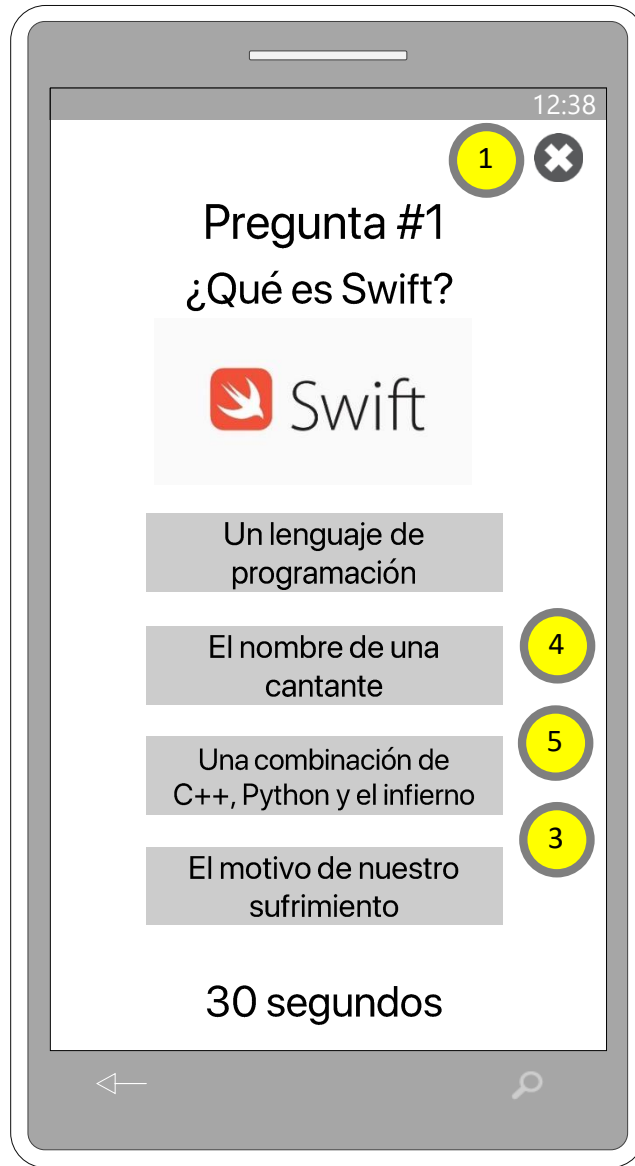 12:38
1
Pregunta #1
¿Qué es Swift?
Swift
Un lenguaje de
programación
El nombre de una
cantante
4
Una combinación de
C++, Python y el infierno
5
El motivo de nuestro
sufrimiento
3
30 segundos